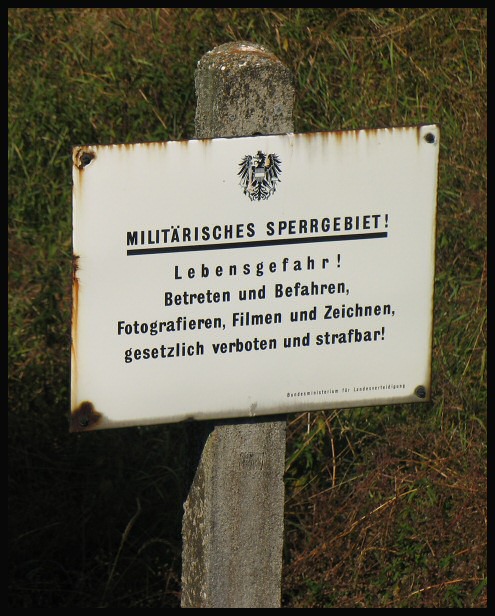 MILITÄRISCHES SPERRGEBIET!
Lebensgefahr!
Betreten und Befahren,
Fotografieren, Filmen und Zeichnen,
gesetzlich verboten und strafbar!
Bundesministerium für Landesverteidigung